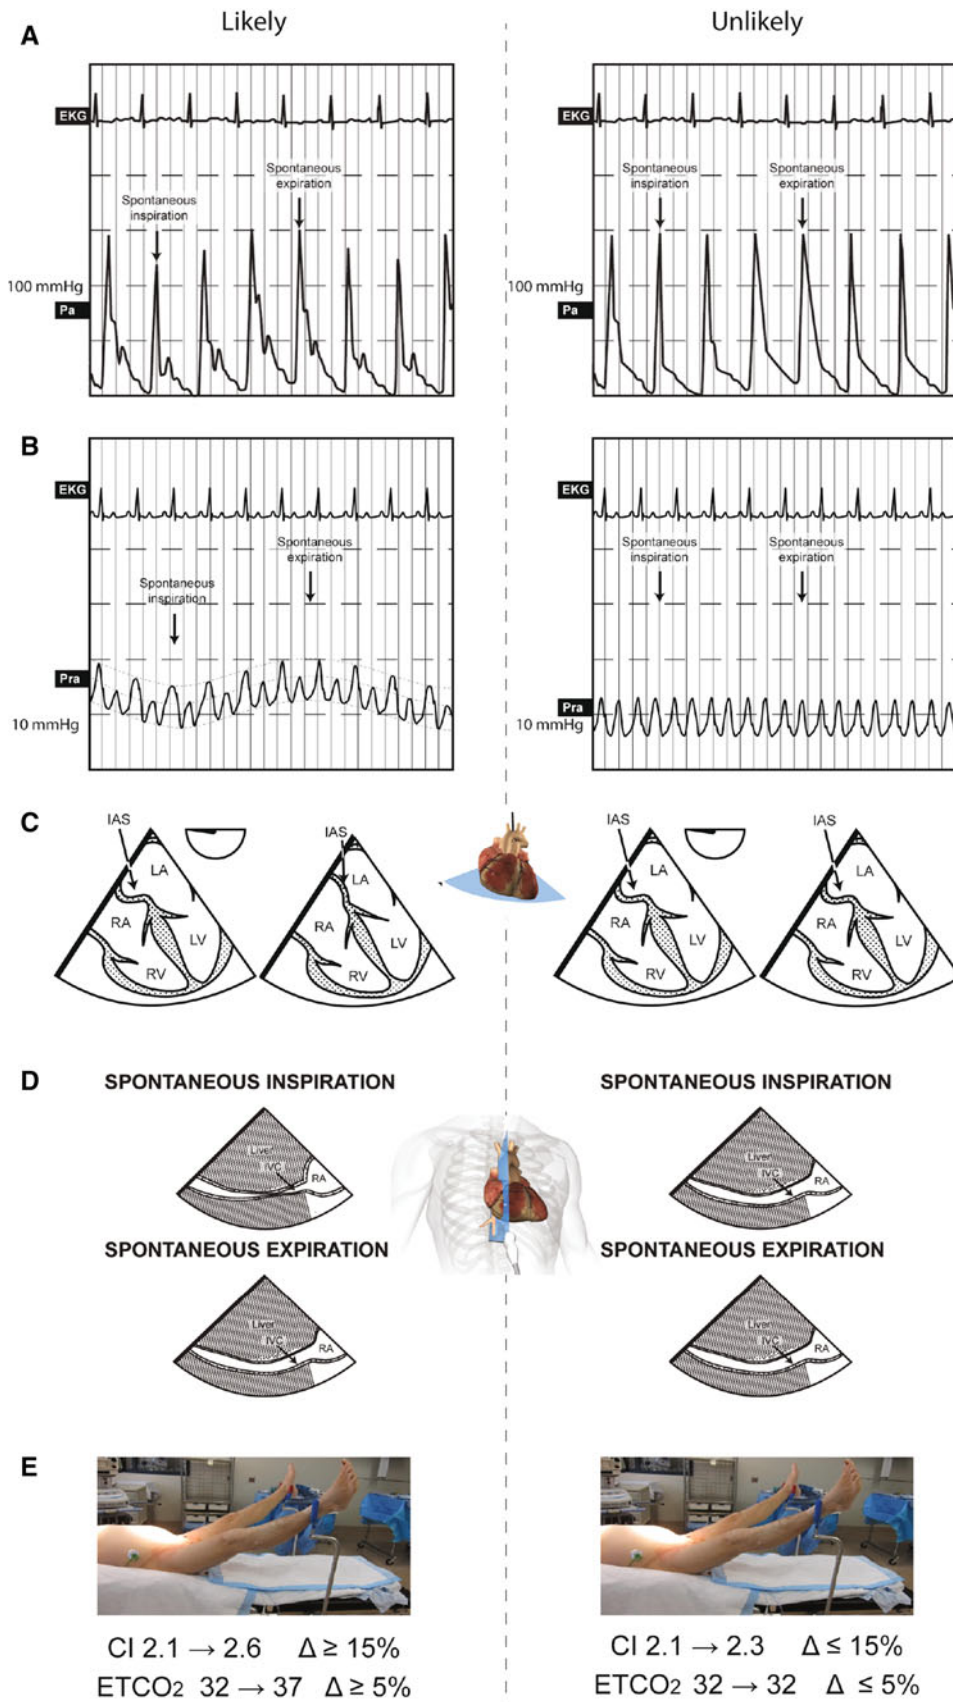 Likely
Unlikely
A
EKG
EKG
Spontaneous
expiration
Spontaneous
inspiration
Spontaneous
inspiration
Spontaneous
expiration
100 mmHg
100 mmHg
Pa
Pa
B
EKG
EKG
Spontaneous
expiration
Spontaneous
inspiration
Spontaneous
inspiration
Spontaneous
expiration
Pra
Pra
10 mmHg
10 mmHg
C
IAS
LA
RA
LV
RV
IAS
LA
RA
LV
RV
IAS
LA
RA
LV
RV
IAS
LA
RA
LV
RV
D
SPONTANEOUS INSPIRATION
SPONTANEOUS INSPIRATION
Liver
IVC
RA
Liver
IVC
RA
SPONTANEOUS EXPIRATION
SPONTANEOUS EXPIRATION
Liver
IVC
RA
Liver
IVC
RA
E
CI 2.1 → 2.6 Δ ≥ 15%
ETCO₂ 32 → 37 Δ ≥ 5%
CI 2.1 → 2.3 Δ ≤ 15%
ETCO₂ 32 → 32 Δ ≤ 5%